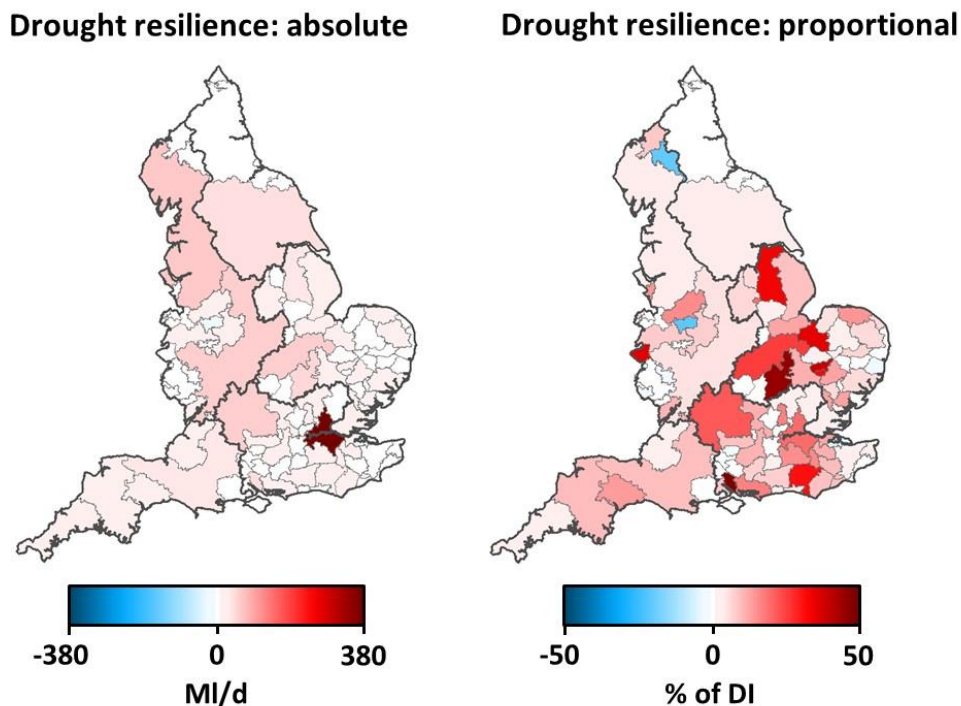 Drought resilience: absolute
Drought resilience: proportional
-380 0 380
Ml/d
-50 0 50
% of DI